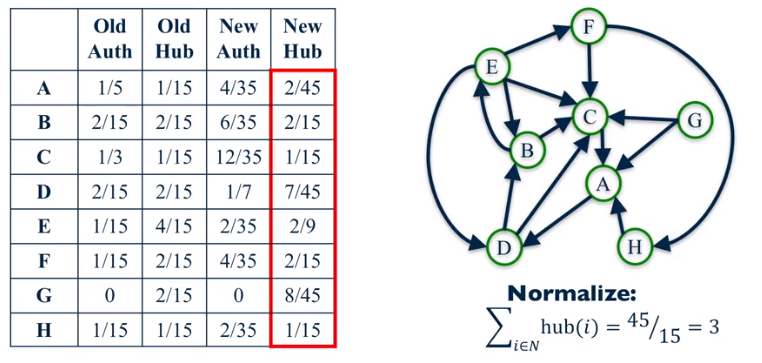 Old Auth Old Hub New Auth New Hub
A 1/5 1/15 4/35 2/45
B 2/15 2/15 6/35 2/15
C 1/3 1/15 12/35 1/15
D 2/15 2/15 1/7 7/45
E 1/15 4/15 2/35 2/9
F 1/15 2/15 4/35 2/15
G 0 2/15 0 8/45
H 1/15 1/15 2/35 1/15
F
E
C
G
B
A
D
H
Normalize:
∑i∈N hub(i) = 45/15 = 3